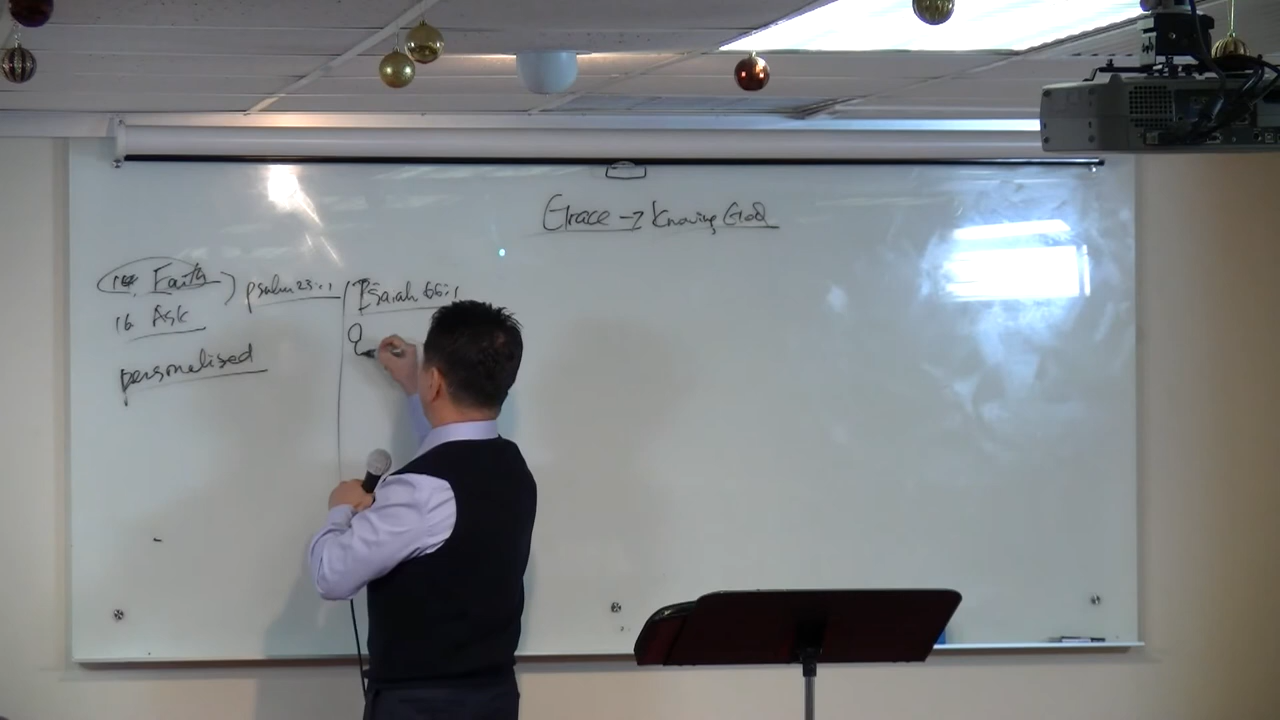 Grace → Knowing God
Faith) psalm 23:1 / Isaiah 66:1
16 Ask
personalised